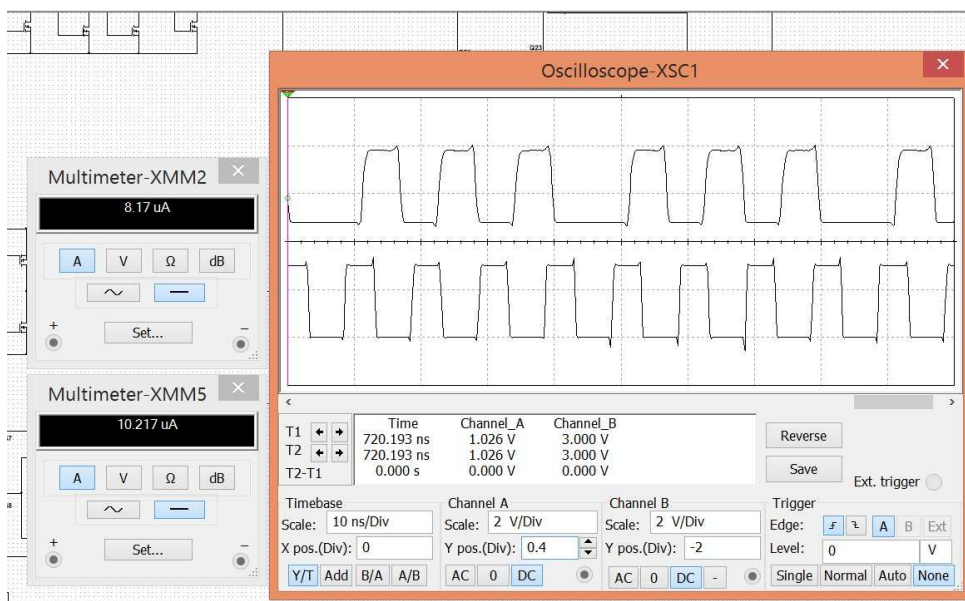 Q23
Oscilloscope-XSC1
Multimeter-XMM2
8.17 uA
A V Ω dB
+ Set... –
Multimeter-XMM5
10.217 uA
A V Ω dB
+ Set... –
Time Channel_A Channel_B
T1 720.193 ns 1.026 V 3.000 V
T2 720.193 ns 1.026 V 3.000 V
T2-T1 0.000 s 0.000 V 0.000 V
Reverse
Save
Ext. trigger
Timebase
Scale: 10 ns/Div
X pos.(Div): 0
Y/T Add B/A A/B
Channel A
Scale: 2 V/Div
Y pos.(Div): 0.4
AC 0 DC
Channel B
Scale: 2 V/Div
Y pos.(Div): -2
AC 0 DC -
Trigger
Edge: A B Ext
Level: 0 V
Single Normal Auto None